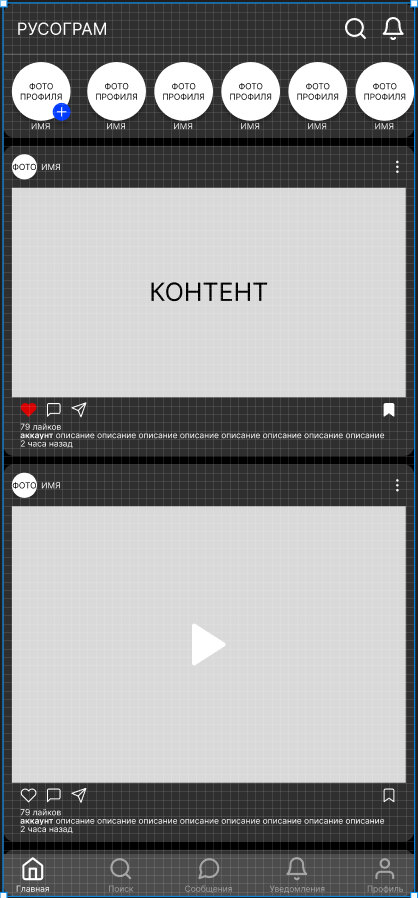 РУСОГРАМ
ФОТО ПРОФИЛЯ
ФОТО ПРОФИЛЯ
ФОТО ПРОФИЛЯ
ФОТО ПРОФИЛЯ
ФОТО ПРОФИЛЯ
ФОТО ПРОФИЛЯ
ИМЯ ИМЯ ИМЯ ИМЯ ИМЯ ИМЯ
ФОТО ИМЯ
КОНТЕНТ
79 лайков
аккаунт описание описание описание описание описание описание описание описание
2 часа назад
ФОТО ИМЯ
79 лайков
аккаунт описание описание описание описание описание описание описание описание
2 часа назад
Главная Поиск Сообщения Уведомления Профиль